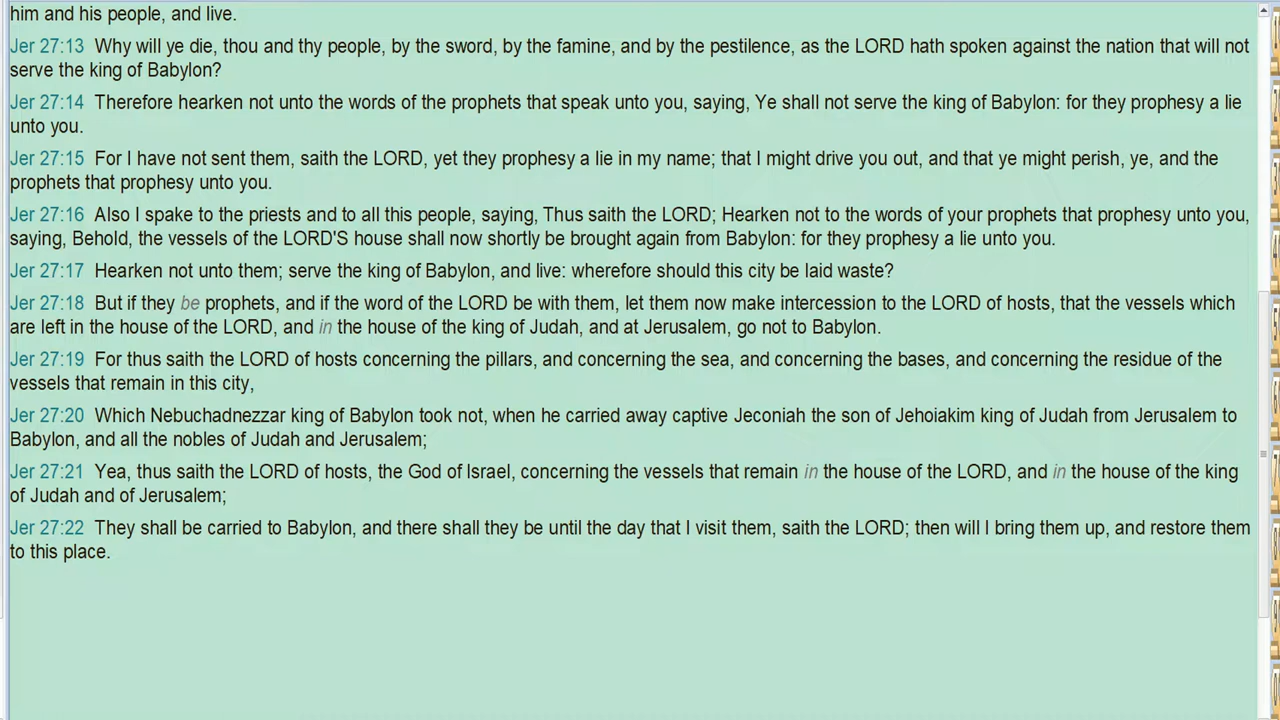 him and his people, and live.
Jer 27:13 Why will ye die, thou and thy people, by the sword, by the famine, and by the pestilence, as the LORD hath spoken against the nation that will not
serve the king of Babylon?
Jer 27:14 Therefore hearken not unto the words of the prophets that speak unto you, saying, Ye shall not serve the king of Babylon: for they prophesy a lie
unto you.
Jer 27:15 For I have not sent them, saith the LORD, yet they prophesy a lie in my name; that I might drive you out, and that ye might perish, ye, and the
prophets that prophesy unto you.
Jer 27:16 Also I spake to the priests and to all this people, saying, Thus saith the LORD; Hearken not to the words of your prophets that prophesy unto you,
saying, Behold, the vessels of the LORD'S house shall now shortly be brought again from Babylon: for they prophesy a lie unto you.
Jer 27:17 Hearken not unto them; serve the king of Babylon, and live: wherefore should this city be laid waste?
Jer 27:18 But if they be prophets, and if the word of the LORD be with them, let them now make intercession to the LORD of hosts, that the vessels which
are left in the house of the LORD, and in the house of the king of Judah, and at Jerusalem, go not to Babylon.
Jer 27:19 For thus saith the LORD of hosts concerning the pillars, and concerning the sea, and concerning the bases, and concerning the residue of the
vessels that remain in this city,
Jer 27:20 Which Nebuchadnezzar king of Babylon took not, when he carried away captive Jeconiah the son of Jehoiakim king of Judah from Jerusalem to
Babylon, and all the nobles of Judah and Jerusalem;
Jer 27:21 Yea, thus saith the LORD of hosts, the God of Israel, concerning the vessels that remain in the house of the LORD, and in the house of the king
of Judah and of Jerusalem;
Jer 27:22 They shall be carried to Babylon, and there shall they be until the day that I visit them, saith the LORD; then will I bring them up, and restore them
to this place.